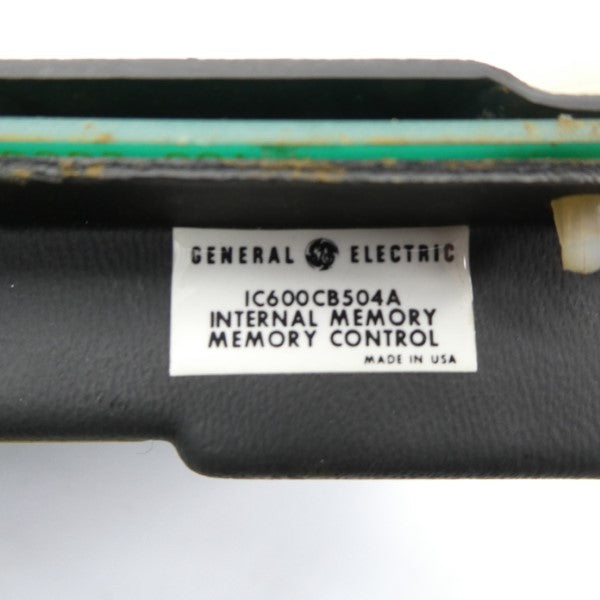 GENERAL ELECTRIC
IC600CB504A
INTERNAL MEMORY
MEMORY CONTROL
MADE IN USA